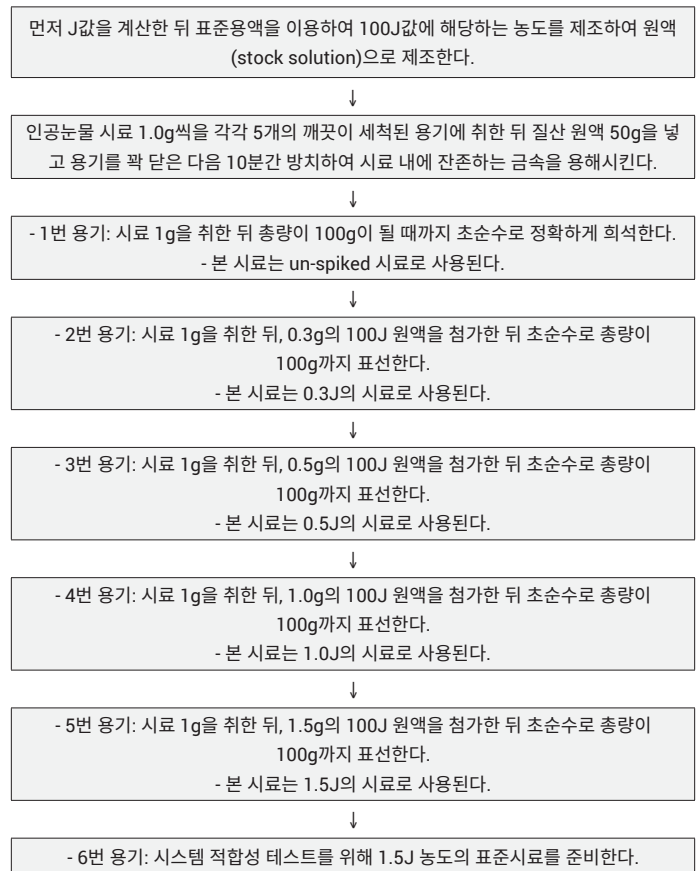 먼저 J값을 계산한 뒤 표준용액을 이용하여 100J값에 해당하는 농도를 제조하여 원액
(stock solution)으로 제조한다.
↓
인공눈물 시료 1.0g씩을 각각 5개의 깨끗이 세척된 용기에 취한 뒤 질산 원액 50g을 넣
고 용기를 꽉 닫은 다음 10분간 방치하여 시료 내에 잔존하는 금속을 용해시킨다.
↓
- 1번 용기: 시료 1g을 취한 뒤 총량이 100g이 될 때까지 초순수로 정확하게 희석한다.
- 본 시료는 un-spiked 시료로 사용된다.
↓
- 2번 용기: 시료 1g을 취한 뒤, 0.3g의 100J 원액을 첨가한 뒤 초순수로 총량이
100g까지 표선한다.
- 본 시료는 0.3J의 시료로 사용된다.
↓
- 3번 용기: 시료 1g을 취한 뒤, 0.5g의 100J 원액을 첨가한 뒤 초순수로 총량이
100g까지 표선한다.
- 본 시료는 0.5J의 시료로 사용된다.
↓
- 4번 용기: 시료 1g을 취한 뒤, 1.0g의 100J 원액을 첨가한 뒤 초순수로 총량이
100g까지 표선한다.
- 본 시료는 1.0J의 시료로 사용된다.
↓
- 5번 용기: 시료 1g을 취한 뒤, 1.5g의 100J 원액을 첨가한 뒤 초순수로 총량이
100g까지 표선한다.
- 본 시료는 1.5J의 시료로 사용된다.
↓
- 6번 용기: 시스템 적합성 테스트를 위해 1.5J 농도의 표준시료를 준비한다.